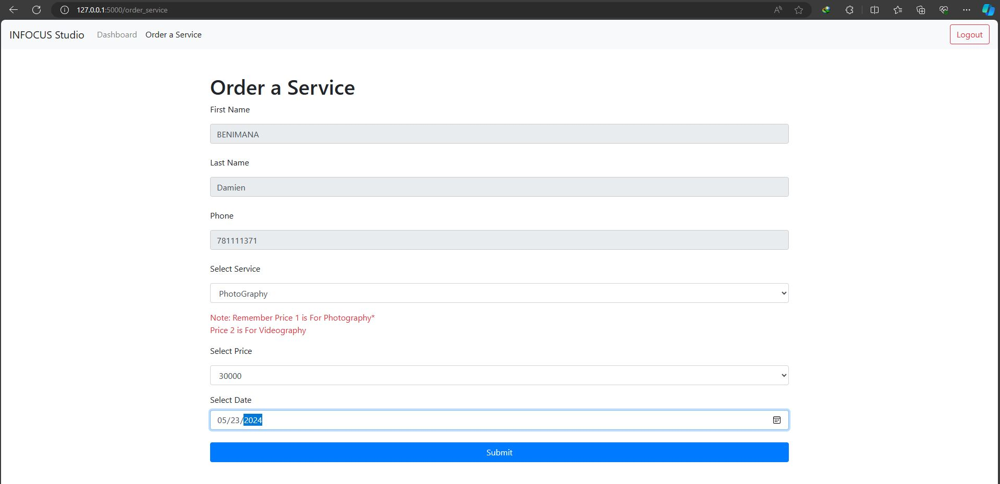 127.0.0.1:5000/order_service
INFOCUS Studio Dashboard Order a Service Logout
Order a Service
First Name
BENIMANA
Last Name
Damien
Phone
781111371
Select Service
PhotoGraphy
Note: Remember Price 1 is For Photography*
Price 2 is For Videography
Select Price
30000
Select Date
05/23/2024
Submit